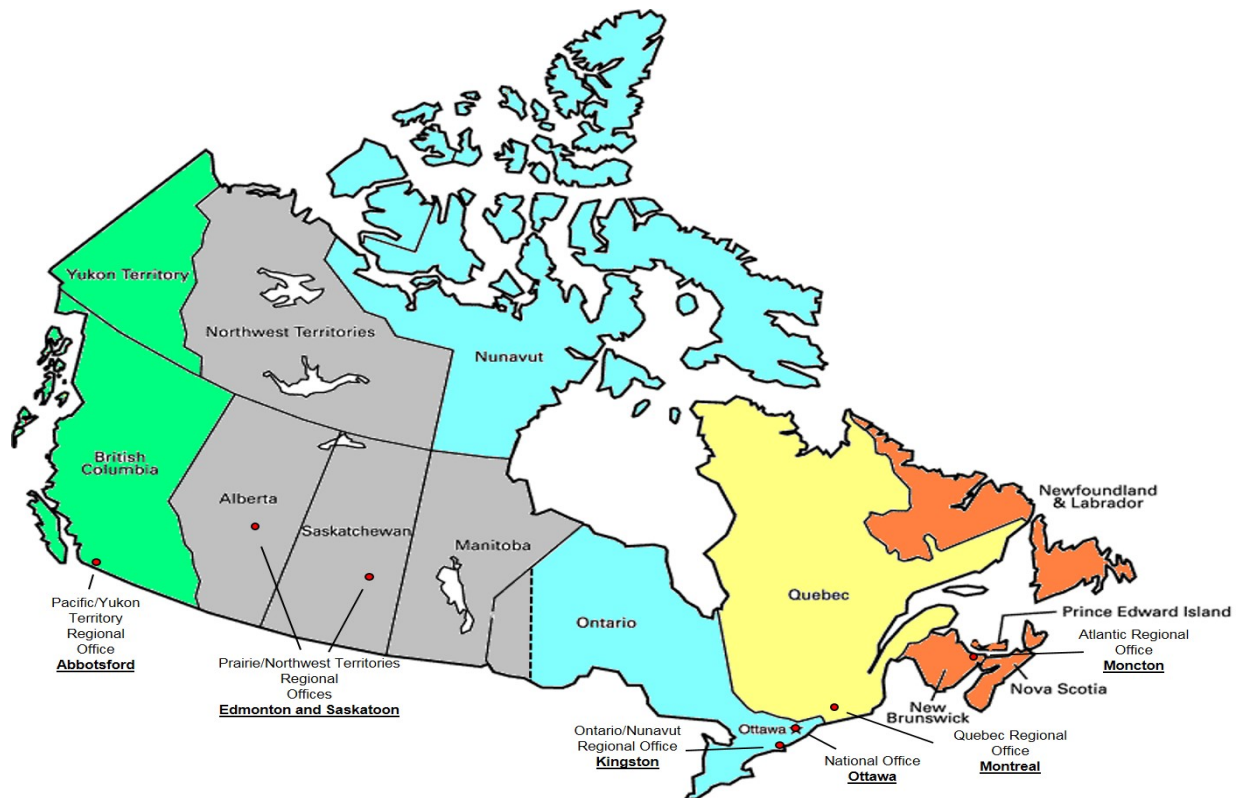 Yukon Territory
Northwest Territories
Nunavut
British
Columbia
Alberta
Saskatchewan
Manitoba
Newfoundland
& Labrador
Quebec
Ontario
Prince Edward Island
Pacific/Yukon
Territory
Regional
Office
Abbotsford
Prairie/Northwest Territories
Regional
Offices
Edmonton and Saskatoon
Atlantic Regional
Office
Moncton
Nova Scotia
New
Brunswick
Ottawa
Ontario/Nunavut
Regional Office
Kingston
National Office
Ottawa
Quebec Regional
Office
Montreal